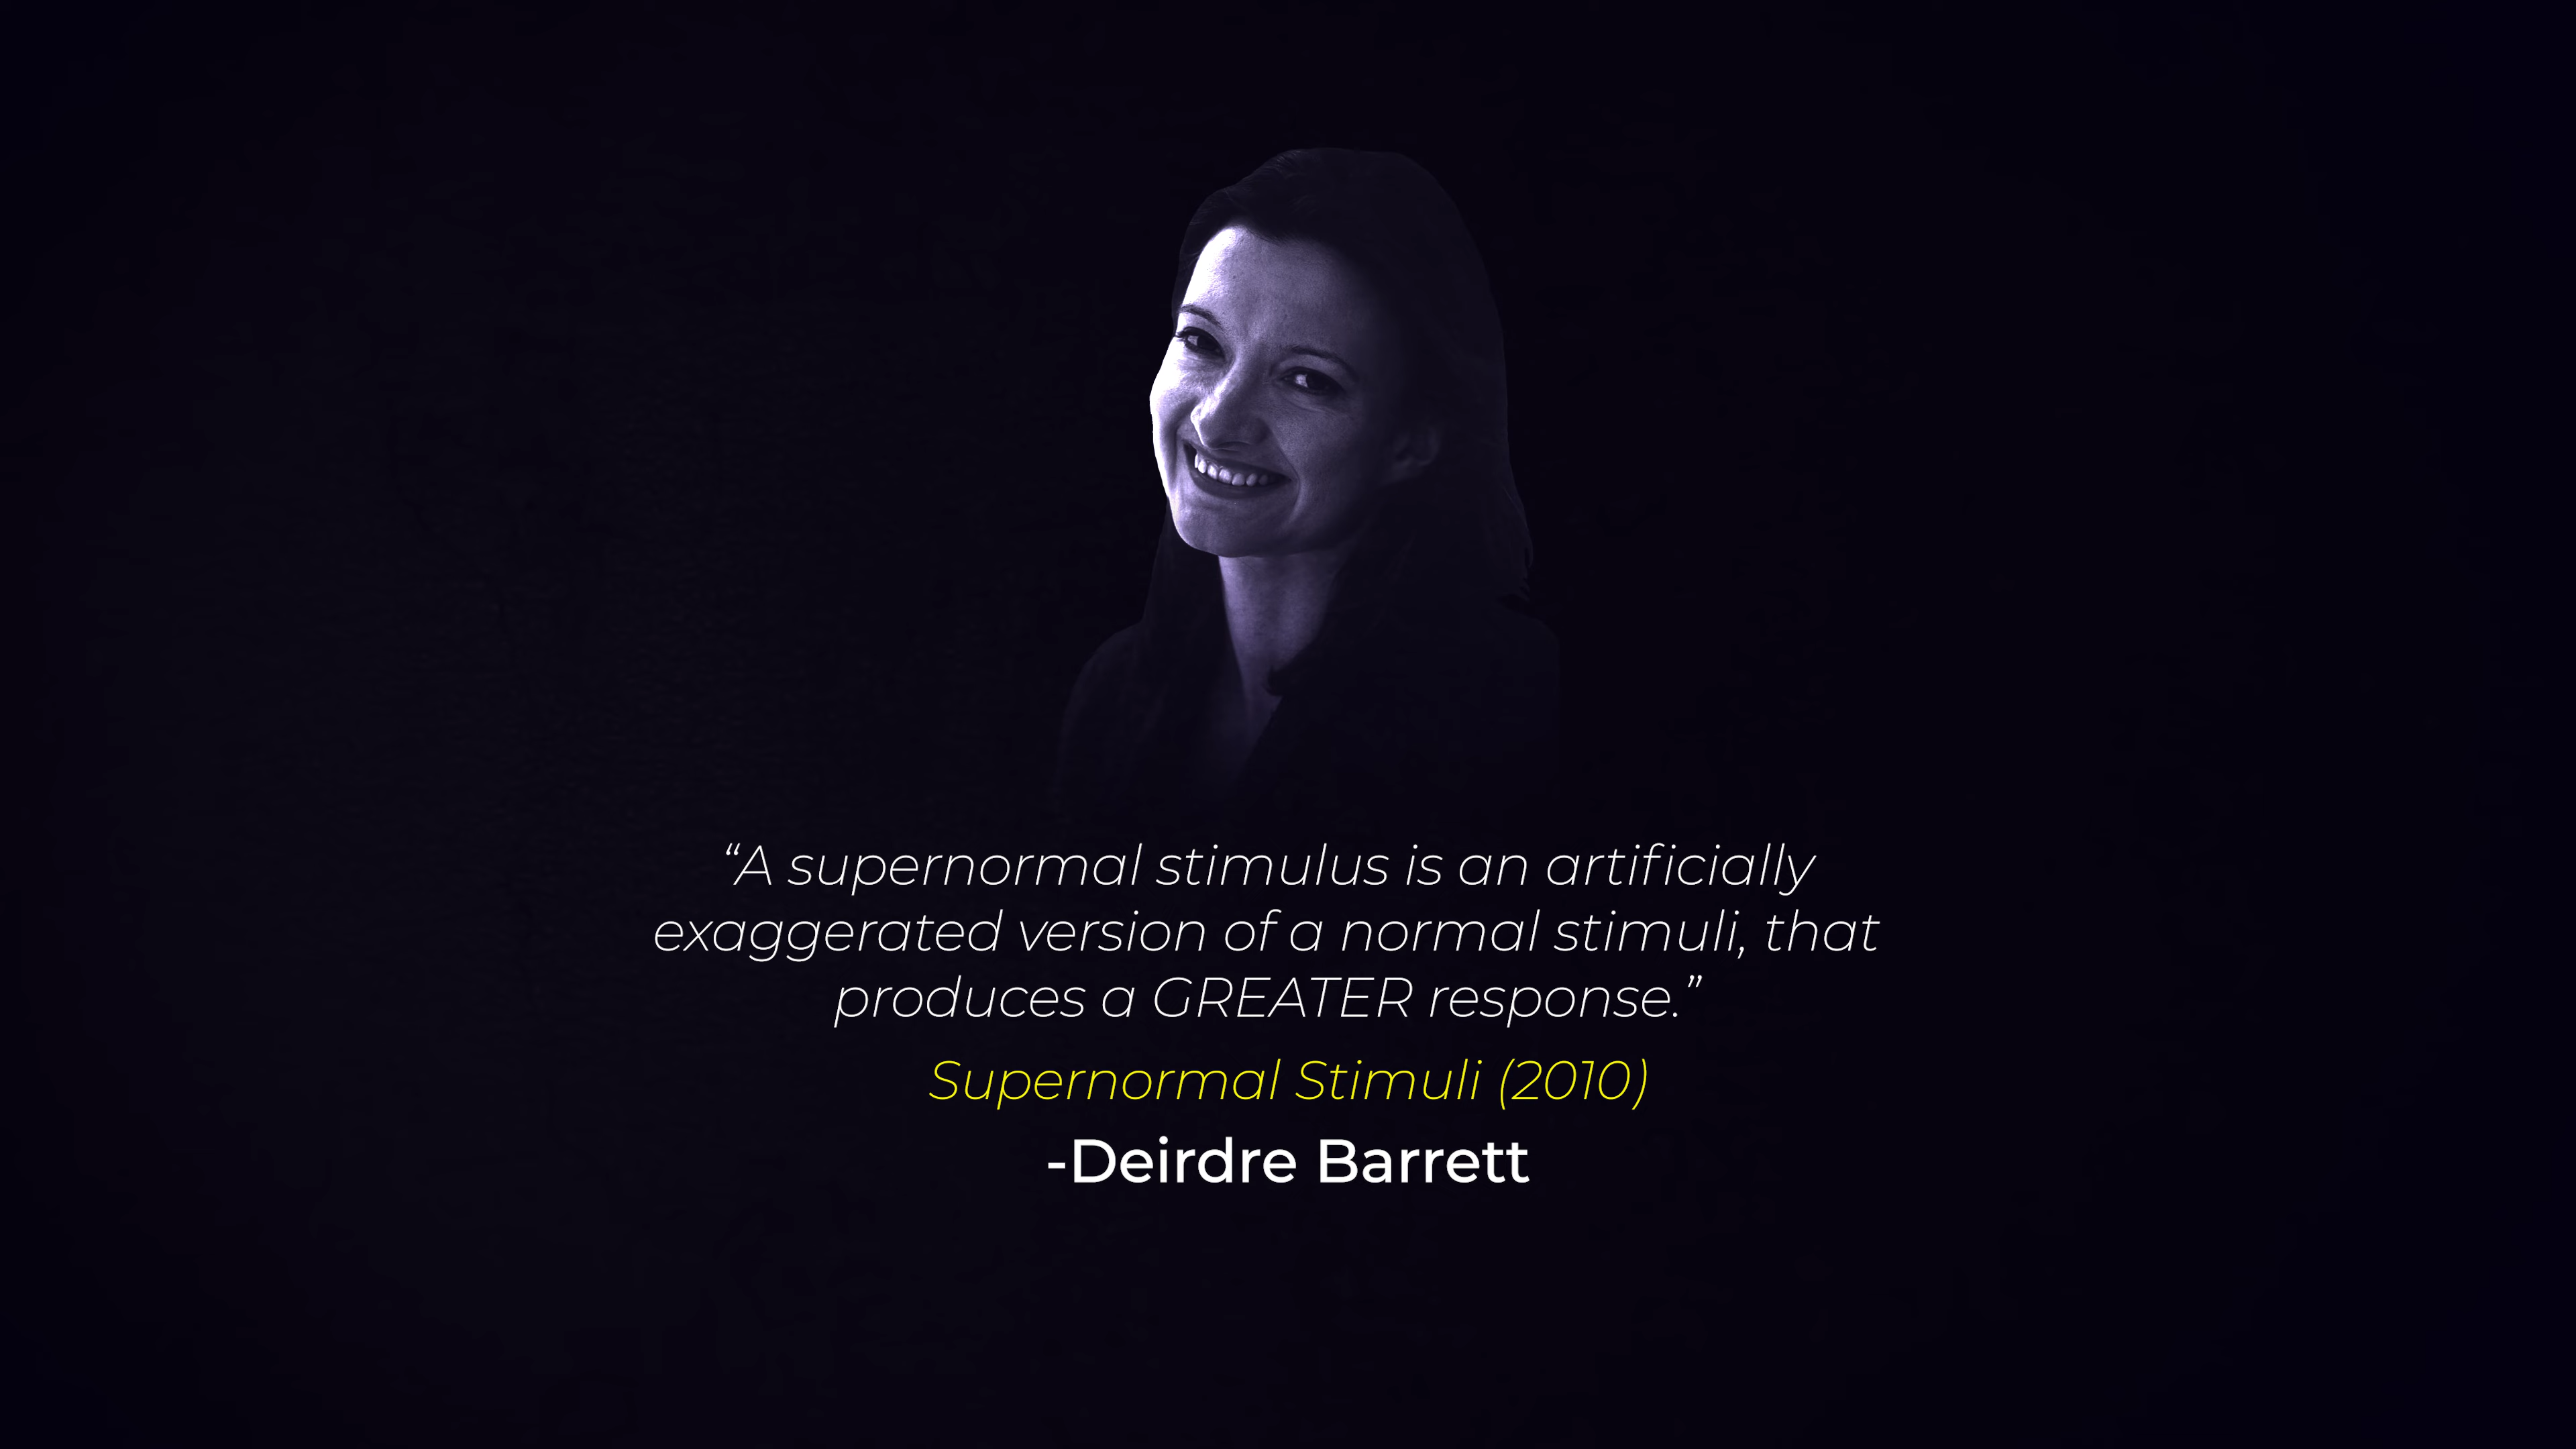 “A supernormal stimulus is an artificially
exaggerated version of a normal stimuli, that
produces a GREATER response.”
Supernormal Stimuli (2010)
-Deirdre Barrett